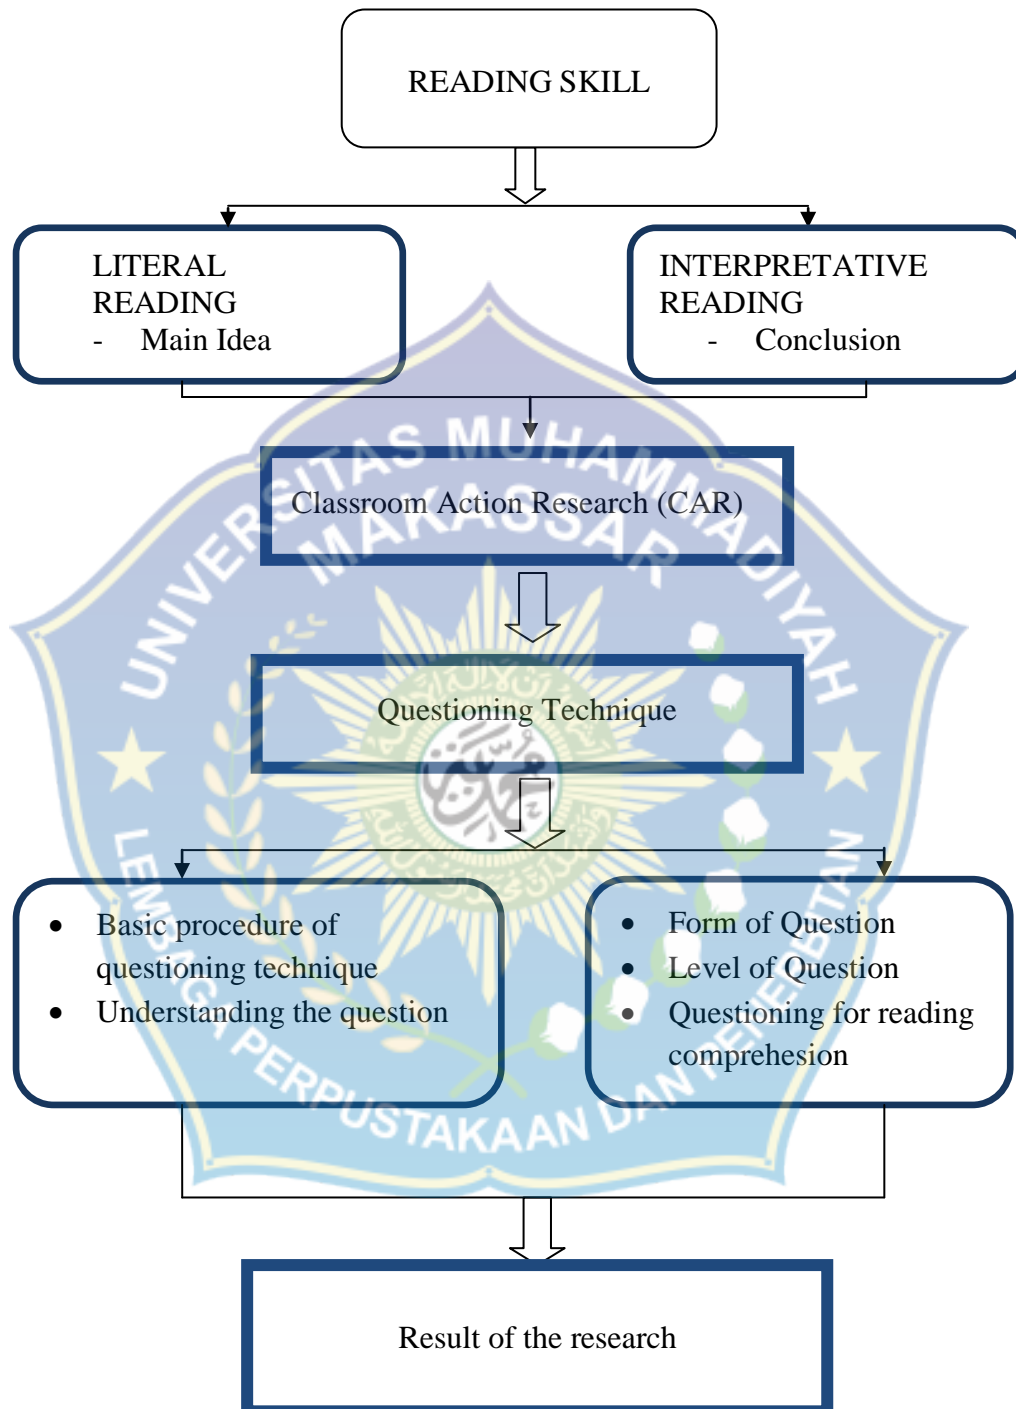 READING SKILL
LITERAL
READING
- Main Idea
INTERPRETATIVE
READING
- Conclusion
UNIVERSITAS MUHAMMADIYAH
MAKASSAR
Classroom Action Research (CAR)
Questioning Technique
• Basic procedure of
questioning technique
• Understanding the question
• Form of Question
• Level of Question
• Questioning for reading
comprehesion
LEMBAGA PERPUSTAKAAN DAN PENERBITAN
Result of the research